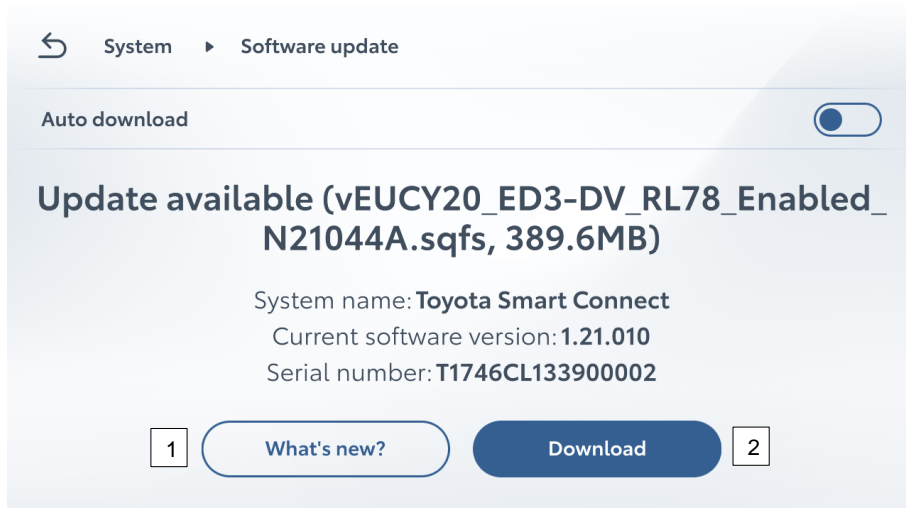 System ▸ Software update
Auto download
Update available (vEUCY20_ED3-DV_RL78_Enabled_
N21044A.sqfs, 389.6MB)
System name: Toyota Smart Connect
Current software version: 1.21.010
Serial number: T1746CL133900002
1 What's new? Download 2